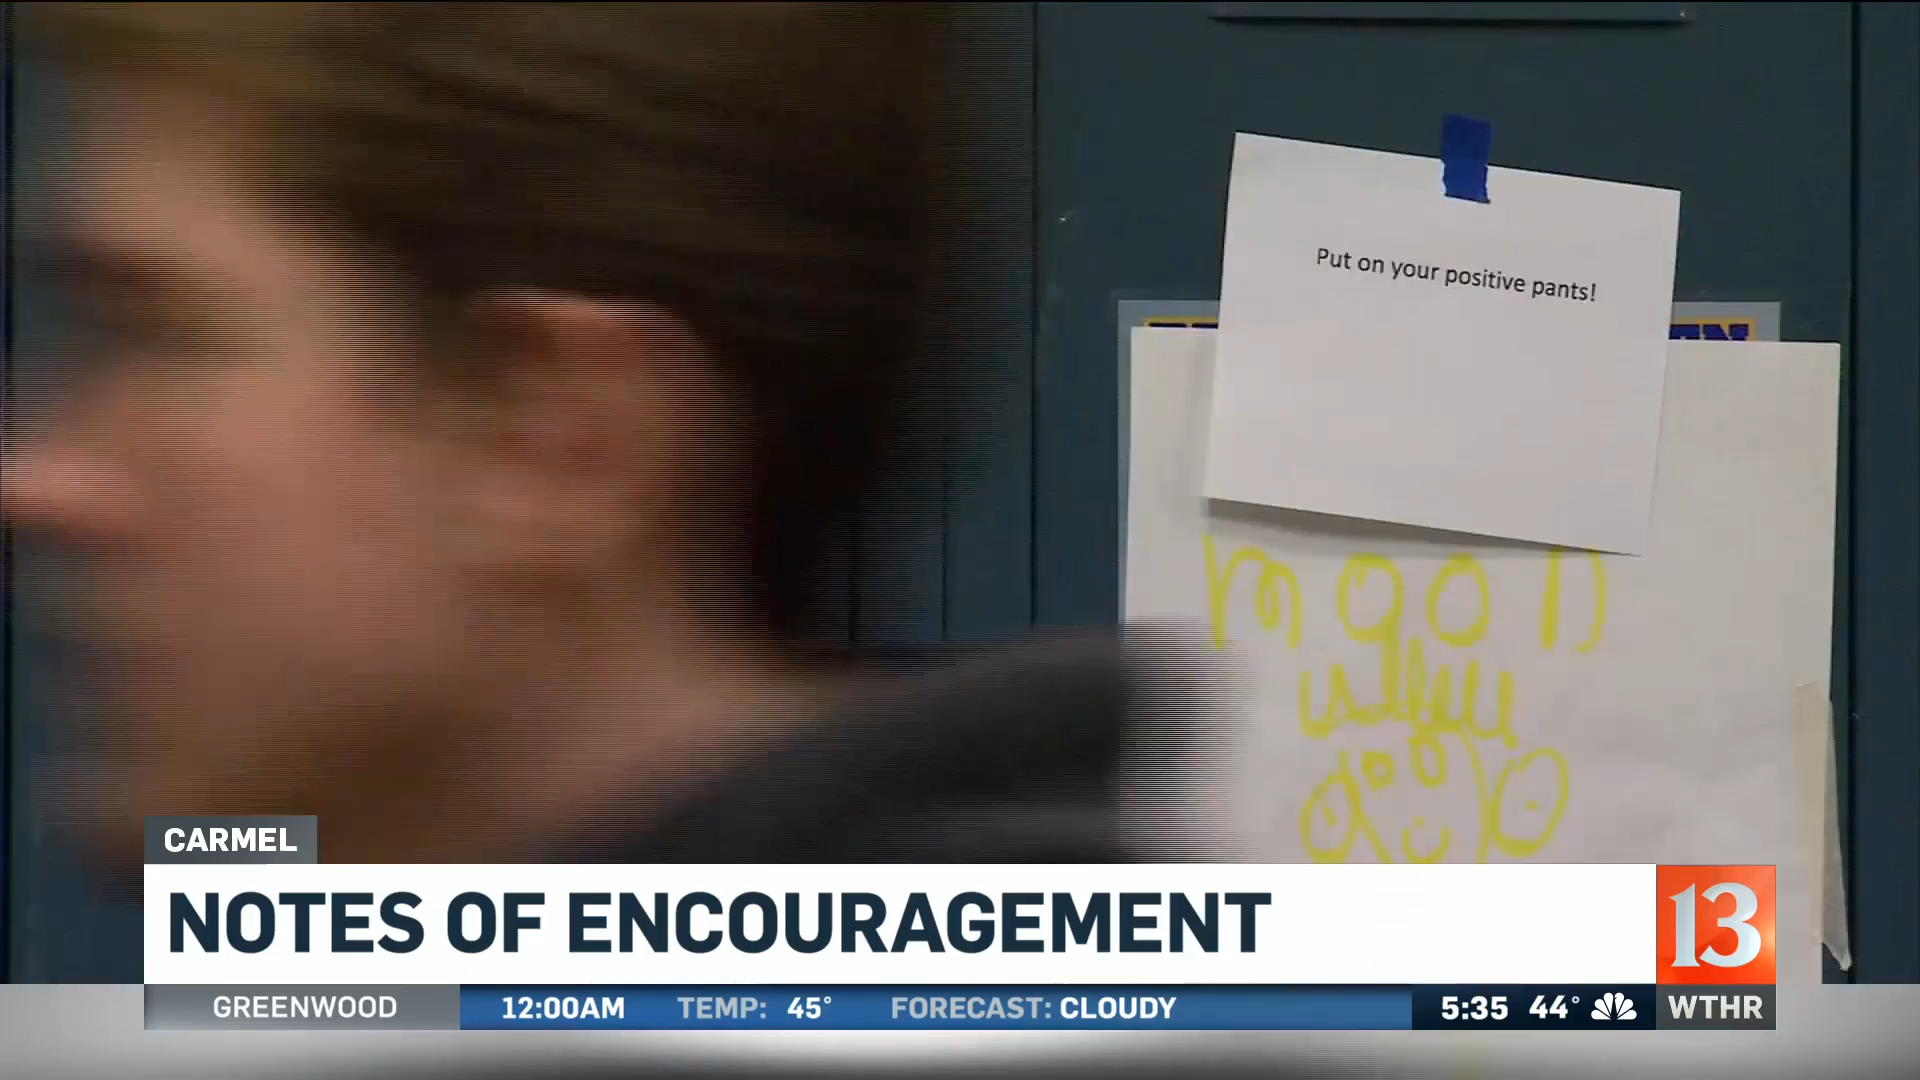 Put on your positive pants!
moon
CARMEL
NOTES OF ENCOURAGEMENT
13
GREENWOOD 12:00AM TEMP: 45° FORECAST: CLOUDY 5:35 44° WTHR